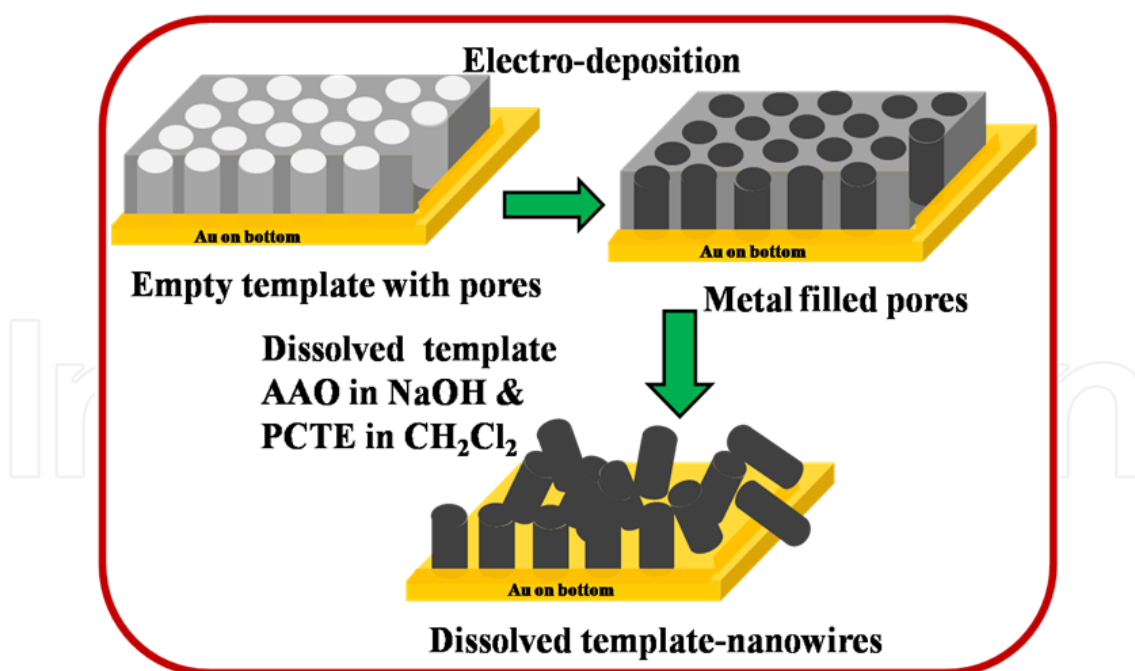 Electro-deposition
Au on bottom
Au on bottom
Empty template with pores
Metal filled pores
Dissolved template
AAO in NaOH &
PCTE in CH₂Cl₂
Au on bottom
Dissolved template-nanowires